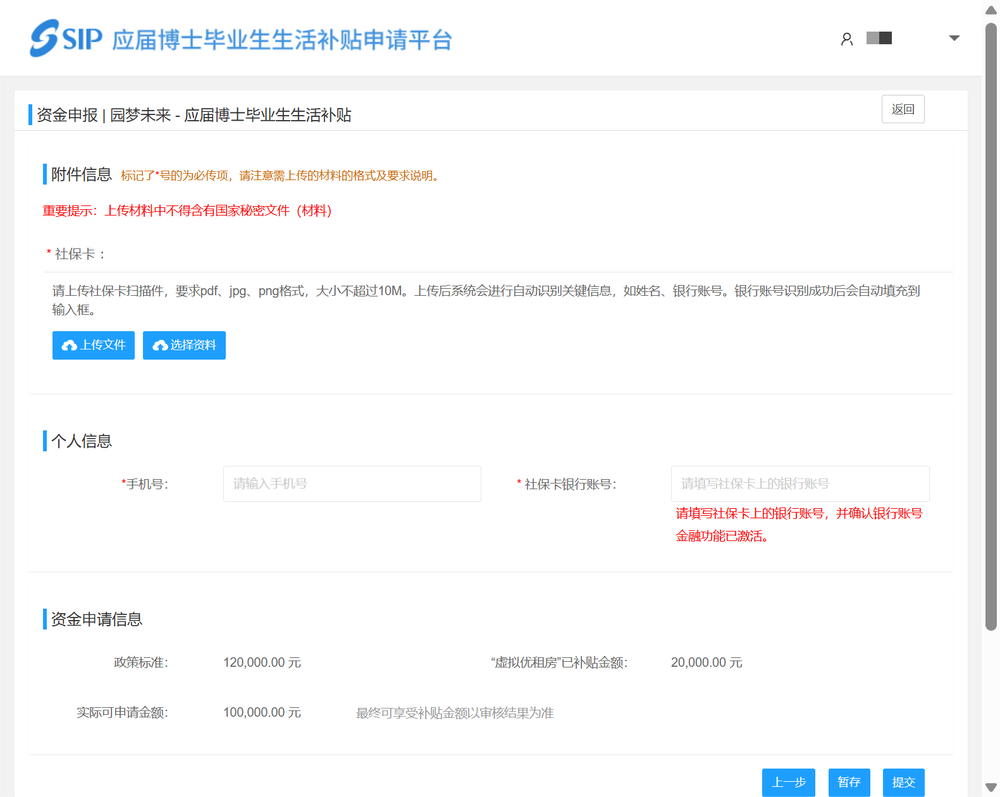 SIP 应届博士毕业生生活补贴申请平台
资金申报 | 园梦未来 - 应届博士毕业生生活补贴
返回
附件信息 标记了*号的为必传项，请注意需上传的材料的格式及要求说明。
重要提示：上传材料中不得含有国家秘密文件（材料）
* 社保卡：
请上传社保卡扫描件，要求pdf、jpg、png格式，大小不超过10M。上传后系统会进行自动识别关键信息，如姓名、银行账号。银行账号识别成功后会自动填充到
输入框。
上传文件 选择资料
个人信息
*手机号： 请输入手机号 * 社保卡银行账号： 请填写社保卡上的银行账号
请填写社保卡上的银行账号，并确认银行账号
金融功能已激活。
资金申请信息
政策标准： 120,000.00 元 “虚拟优租房”已补贴金额： 20,000.00 元
实际可申请金额： 100,000.00 元 最终可享受补贴金额以审核结果为准
上一步 暂存 提交